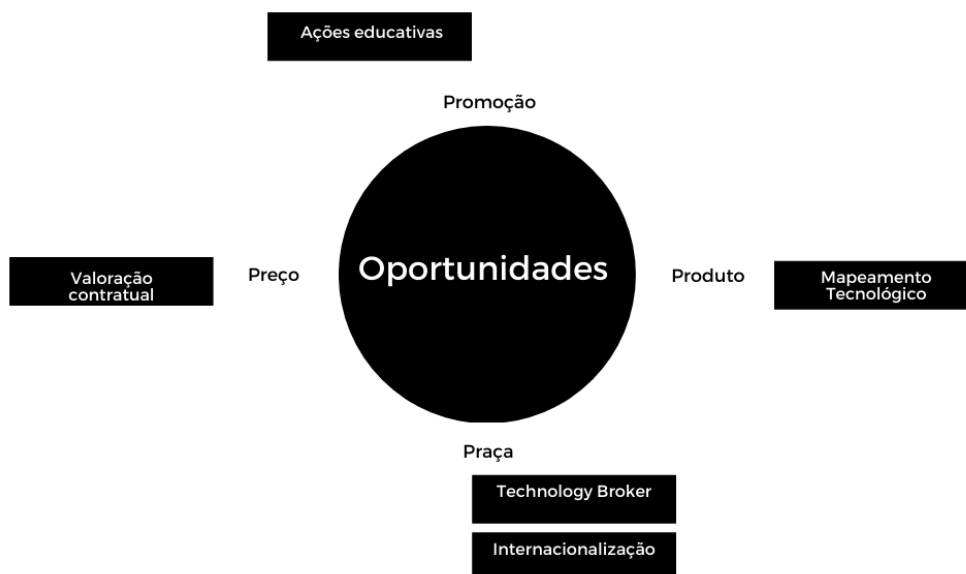 Ações educativas
Promoção
Oportunidades
Valoração
contratual
Preço
Produto
Mapeamento
Tecnológico
Praça
Technology Broker
Internacionalização